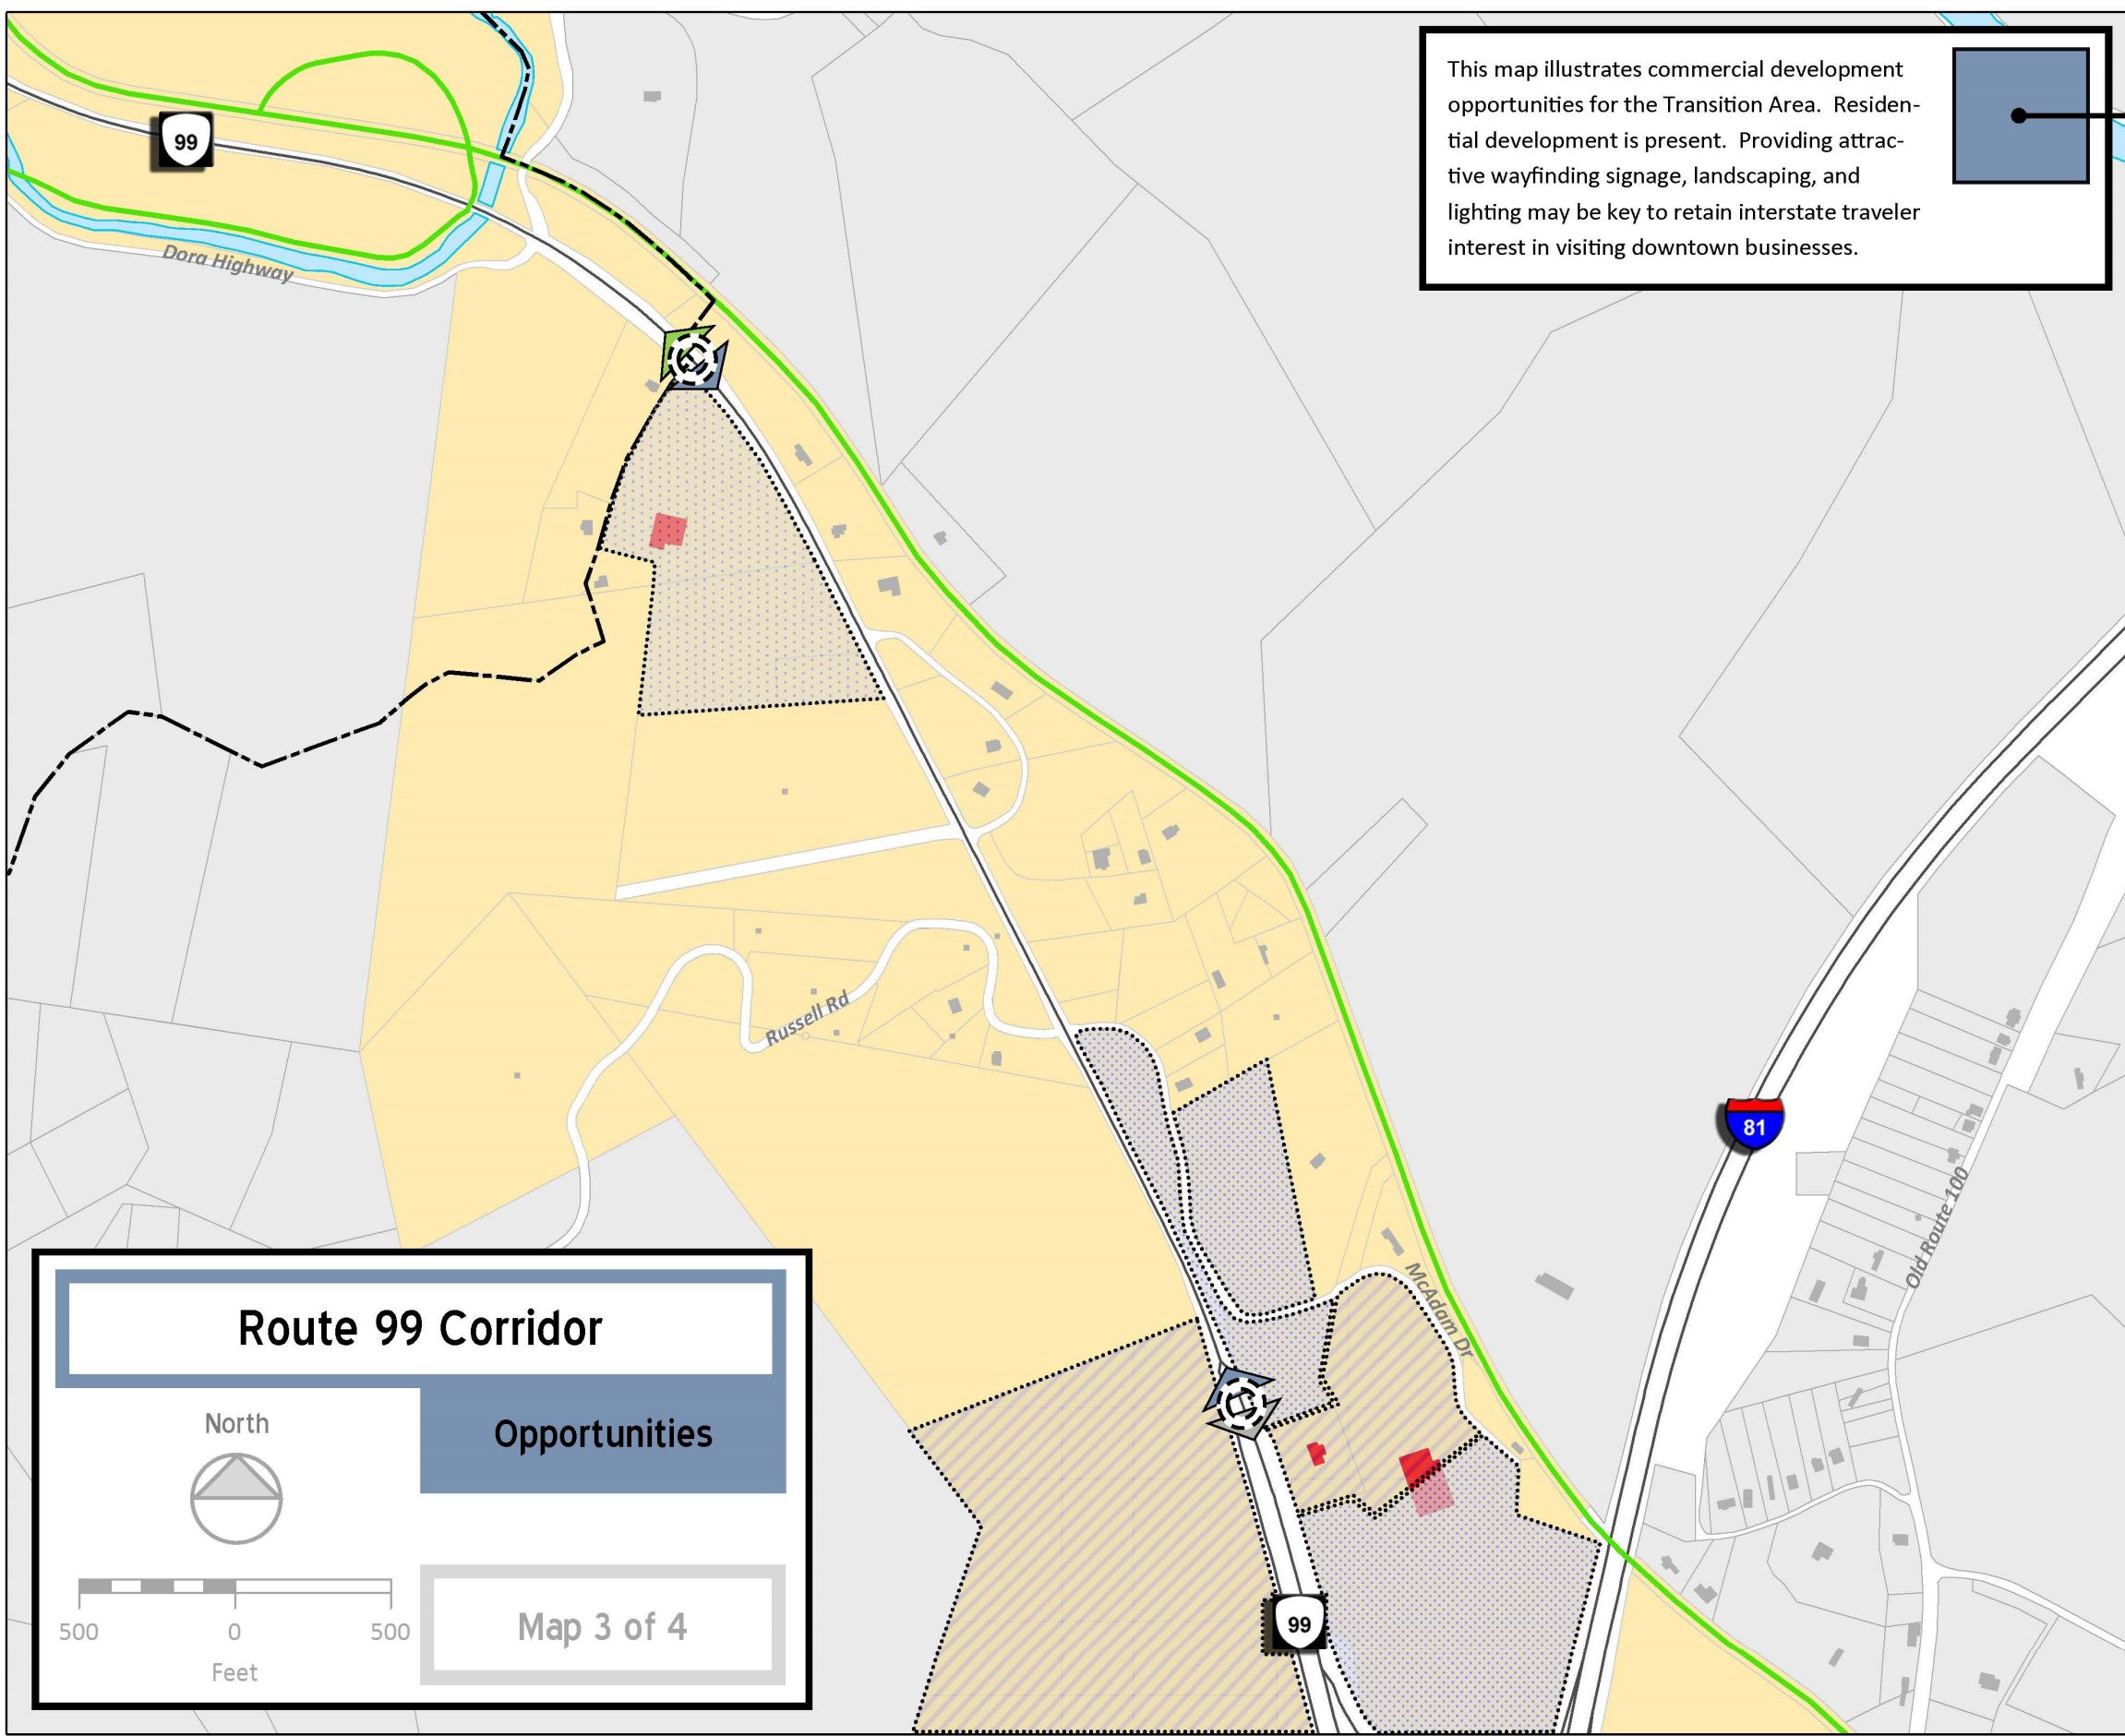 This map illustrates commercial development
opportunities for the Transition Area.  Residen-
tial development is present.  Providing attrac-
tive wayfinding signage, landscaping, and
lighting may be key to retain interstate traveler
interest in visiting downtown businesses.
99
Dora Highway
Russell Rd
81
Old Route 100
McAdam Dr
99
Route 99 Corridor
Opportunities
North
500 0 500
Feet
Map 3 of 4